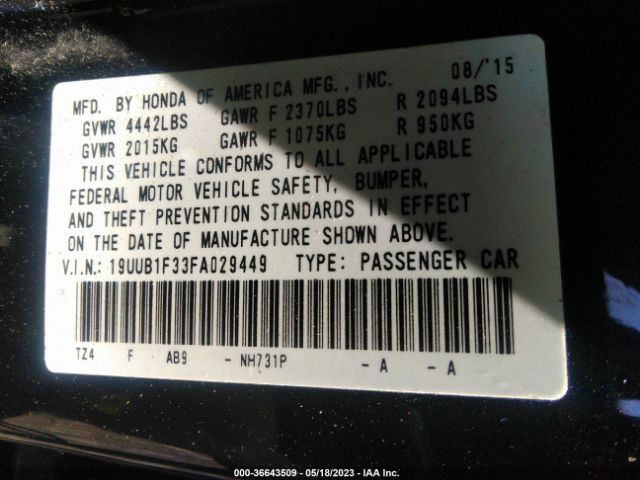 MFD. BY HONDA OF AMERICA MFG., INC. 08/'15
GVWR 4442LBS GAWR F 2370LBS R 2094LBS
GVWR 2015KG GAWR F 1075KG R 950KG
THIS VEHICLE CONFORMS TO ALL APPLICABLE
FEDERAL MOTOR VEHICLE SAFETY, BUMPER,
AND THEFT PREVENTION STANDARDS IN EFFECT
ON THE DATE OF MANUFACTURE SHOWN ABOVE.
V.I.N.: 19UUB1F33FA029449 TYPE: PASSENGER CAR
TZ4 F AB9 - NH731P - A - A
000-36643509 - 05/18/2023 - IAA Inc.